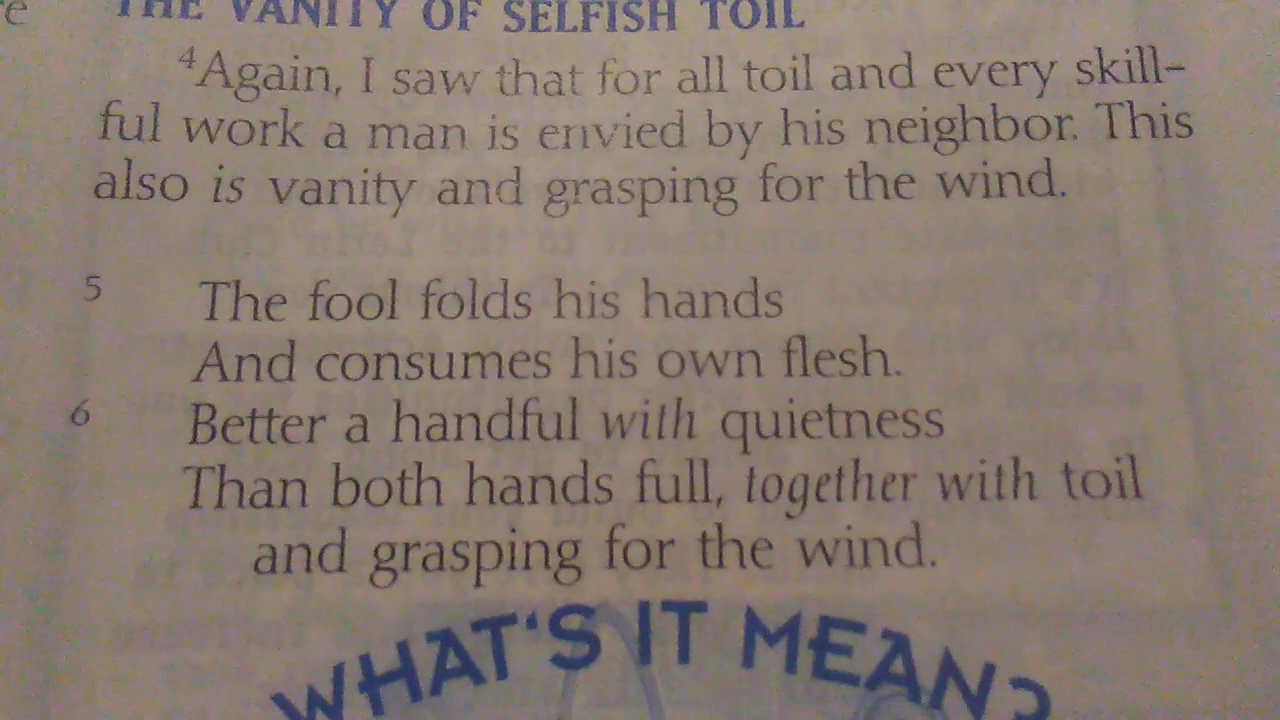 THE VANITY OF SELFISH TOIL
4Again, I saw that for all toil and every skill-
ful work a man is envied by his neighbor. This
also is vanity and grasping for the wind.
5 The fool folds his hands
And consumes his own flesh.
6 Better a handful with quietness
Than both hands full, together with toil
and grasping for the wind.
WHAT'S IT MEAN?